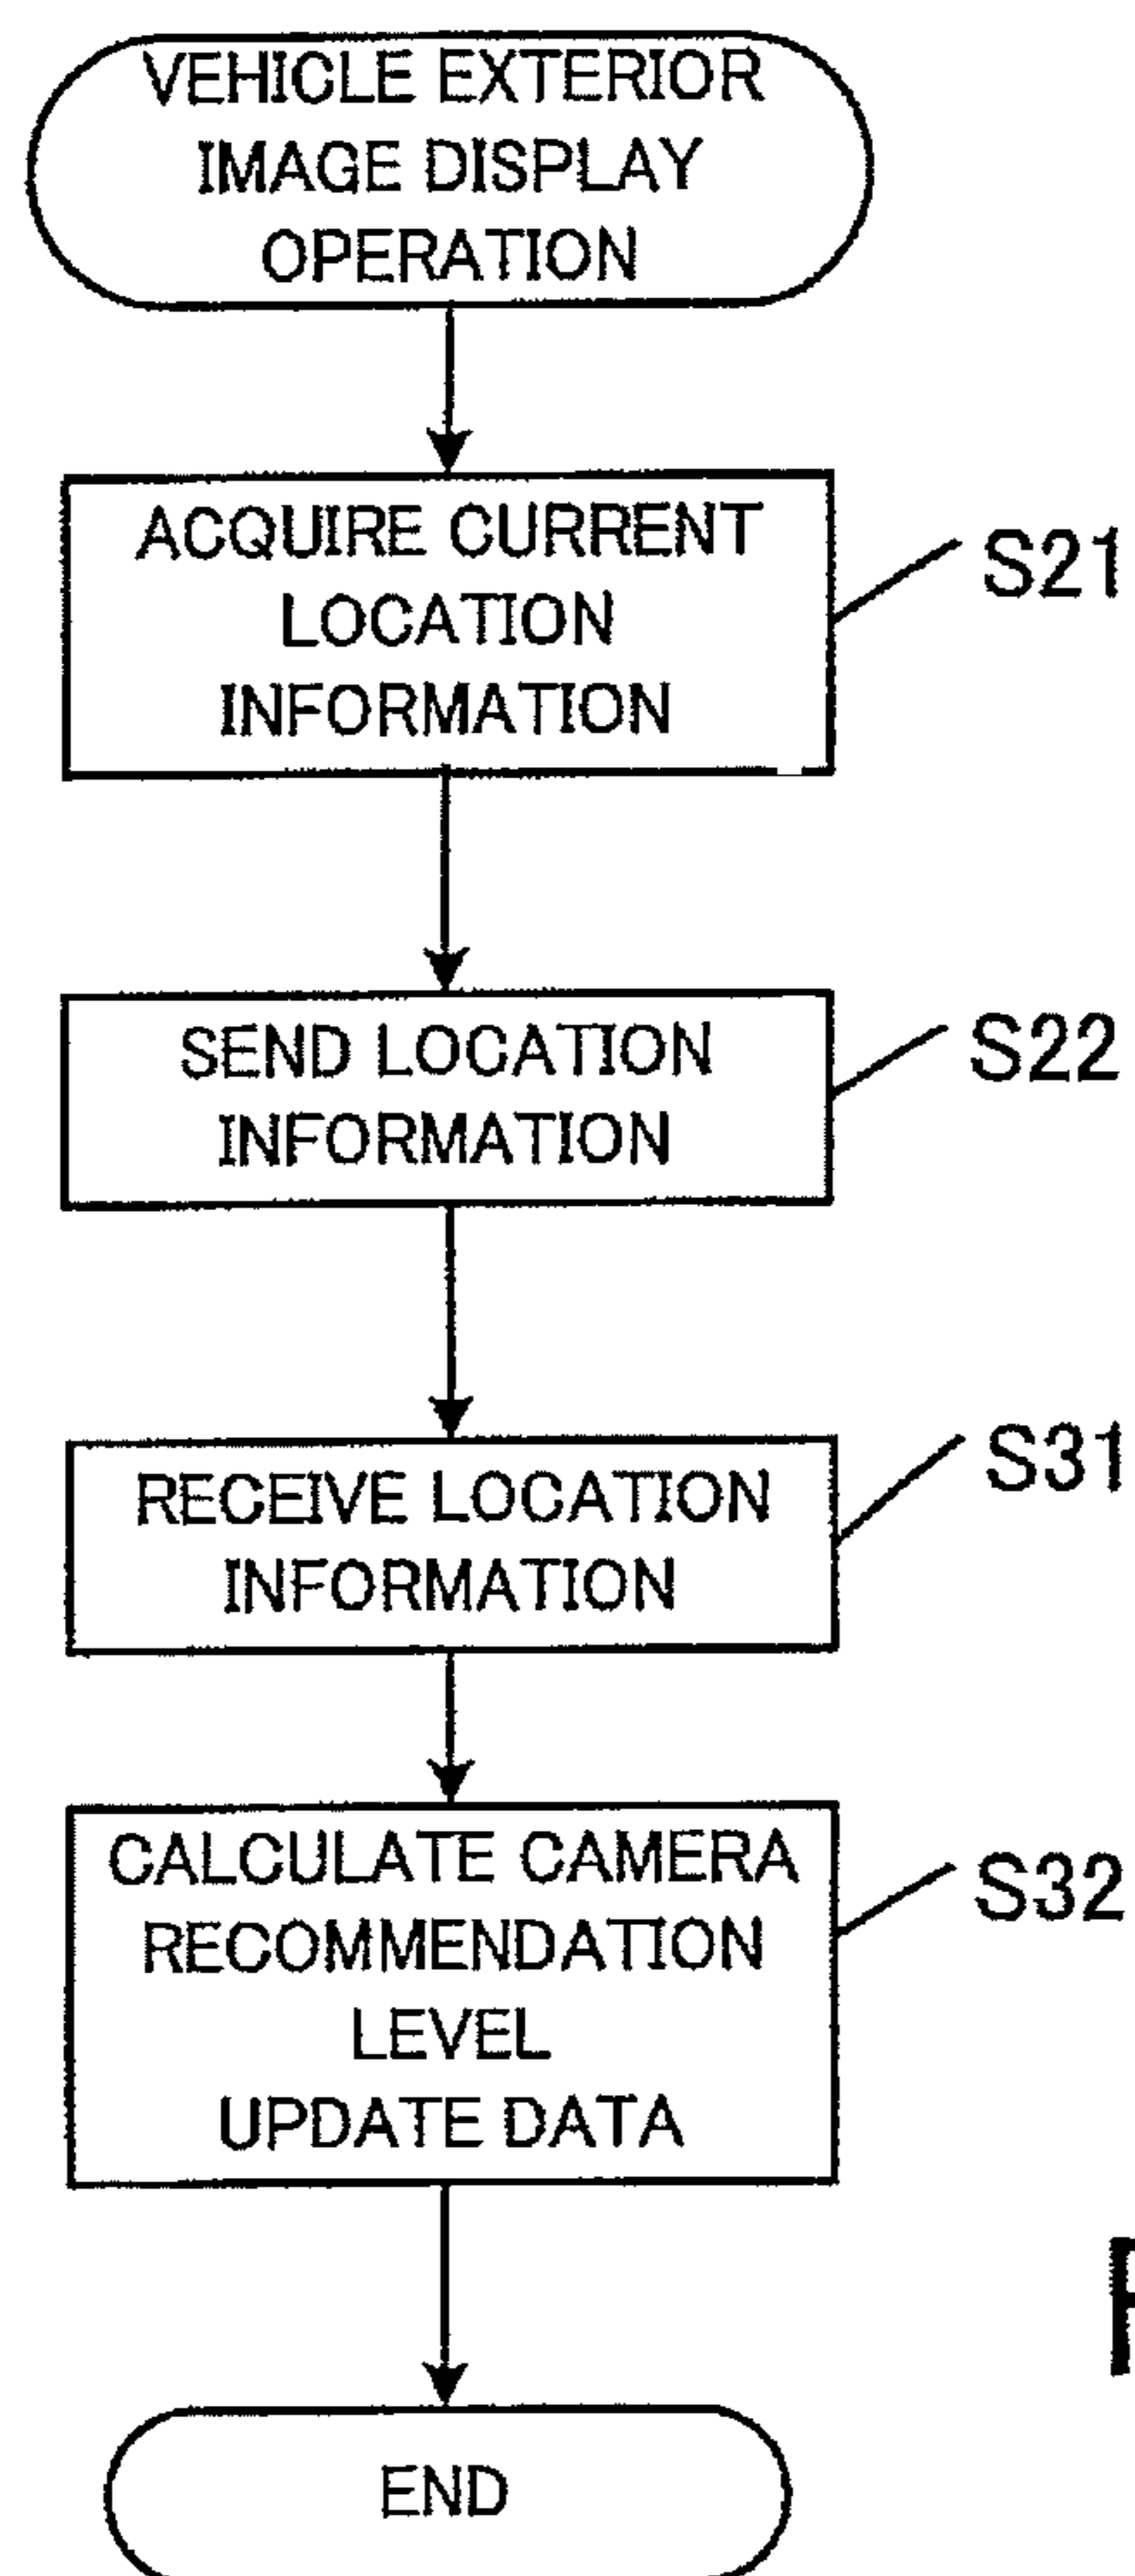 VEHICLE EXTERIOR
IMAGE DISPLAY
OPERATION
ACQUIRE CURRENT
LOCATION
INFORMATION
S21
SEND LOCATION
INFORMATION
S22
RECEIVE LOCATION
INFORMATION
S31
CALCULATE CAMERA
RECOMMENDATION
LEVEL
UPDATE DATA
S32
END